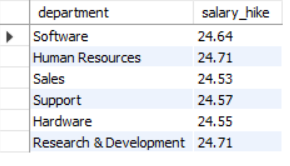 department salary_hike
Software 24.64
Human Resources 24.71
Sales 24.53
Support 24.57
Hardware 24.55
Research & Development 24.71